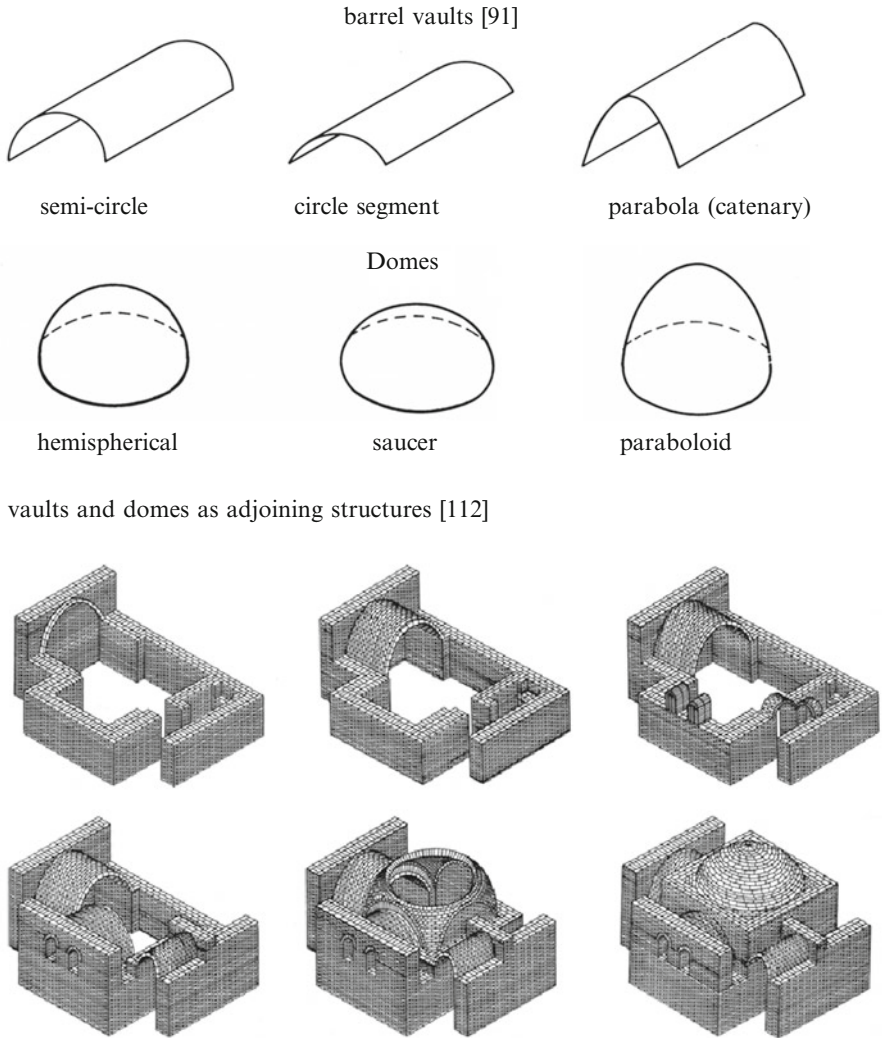 barrel vaults [91]
semi-circle circle segment parabola (catenary)
Domes
hemispherical saucer paraboloid
vaults and domes as adjoining structures [112]